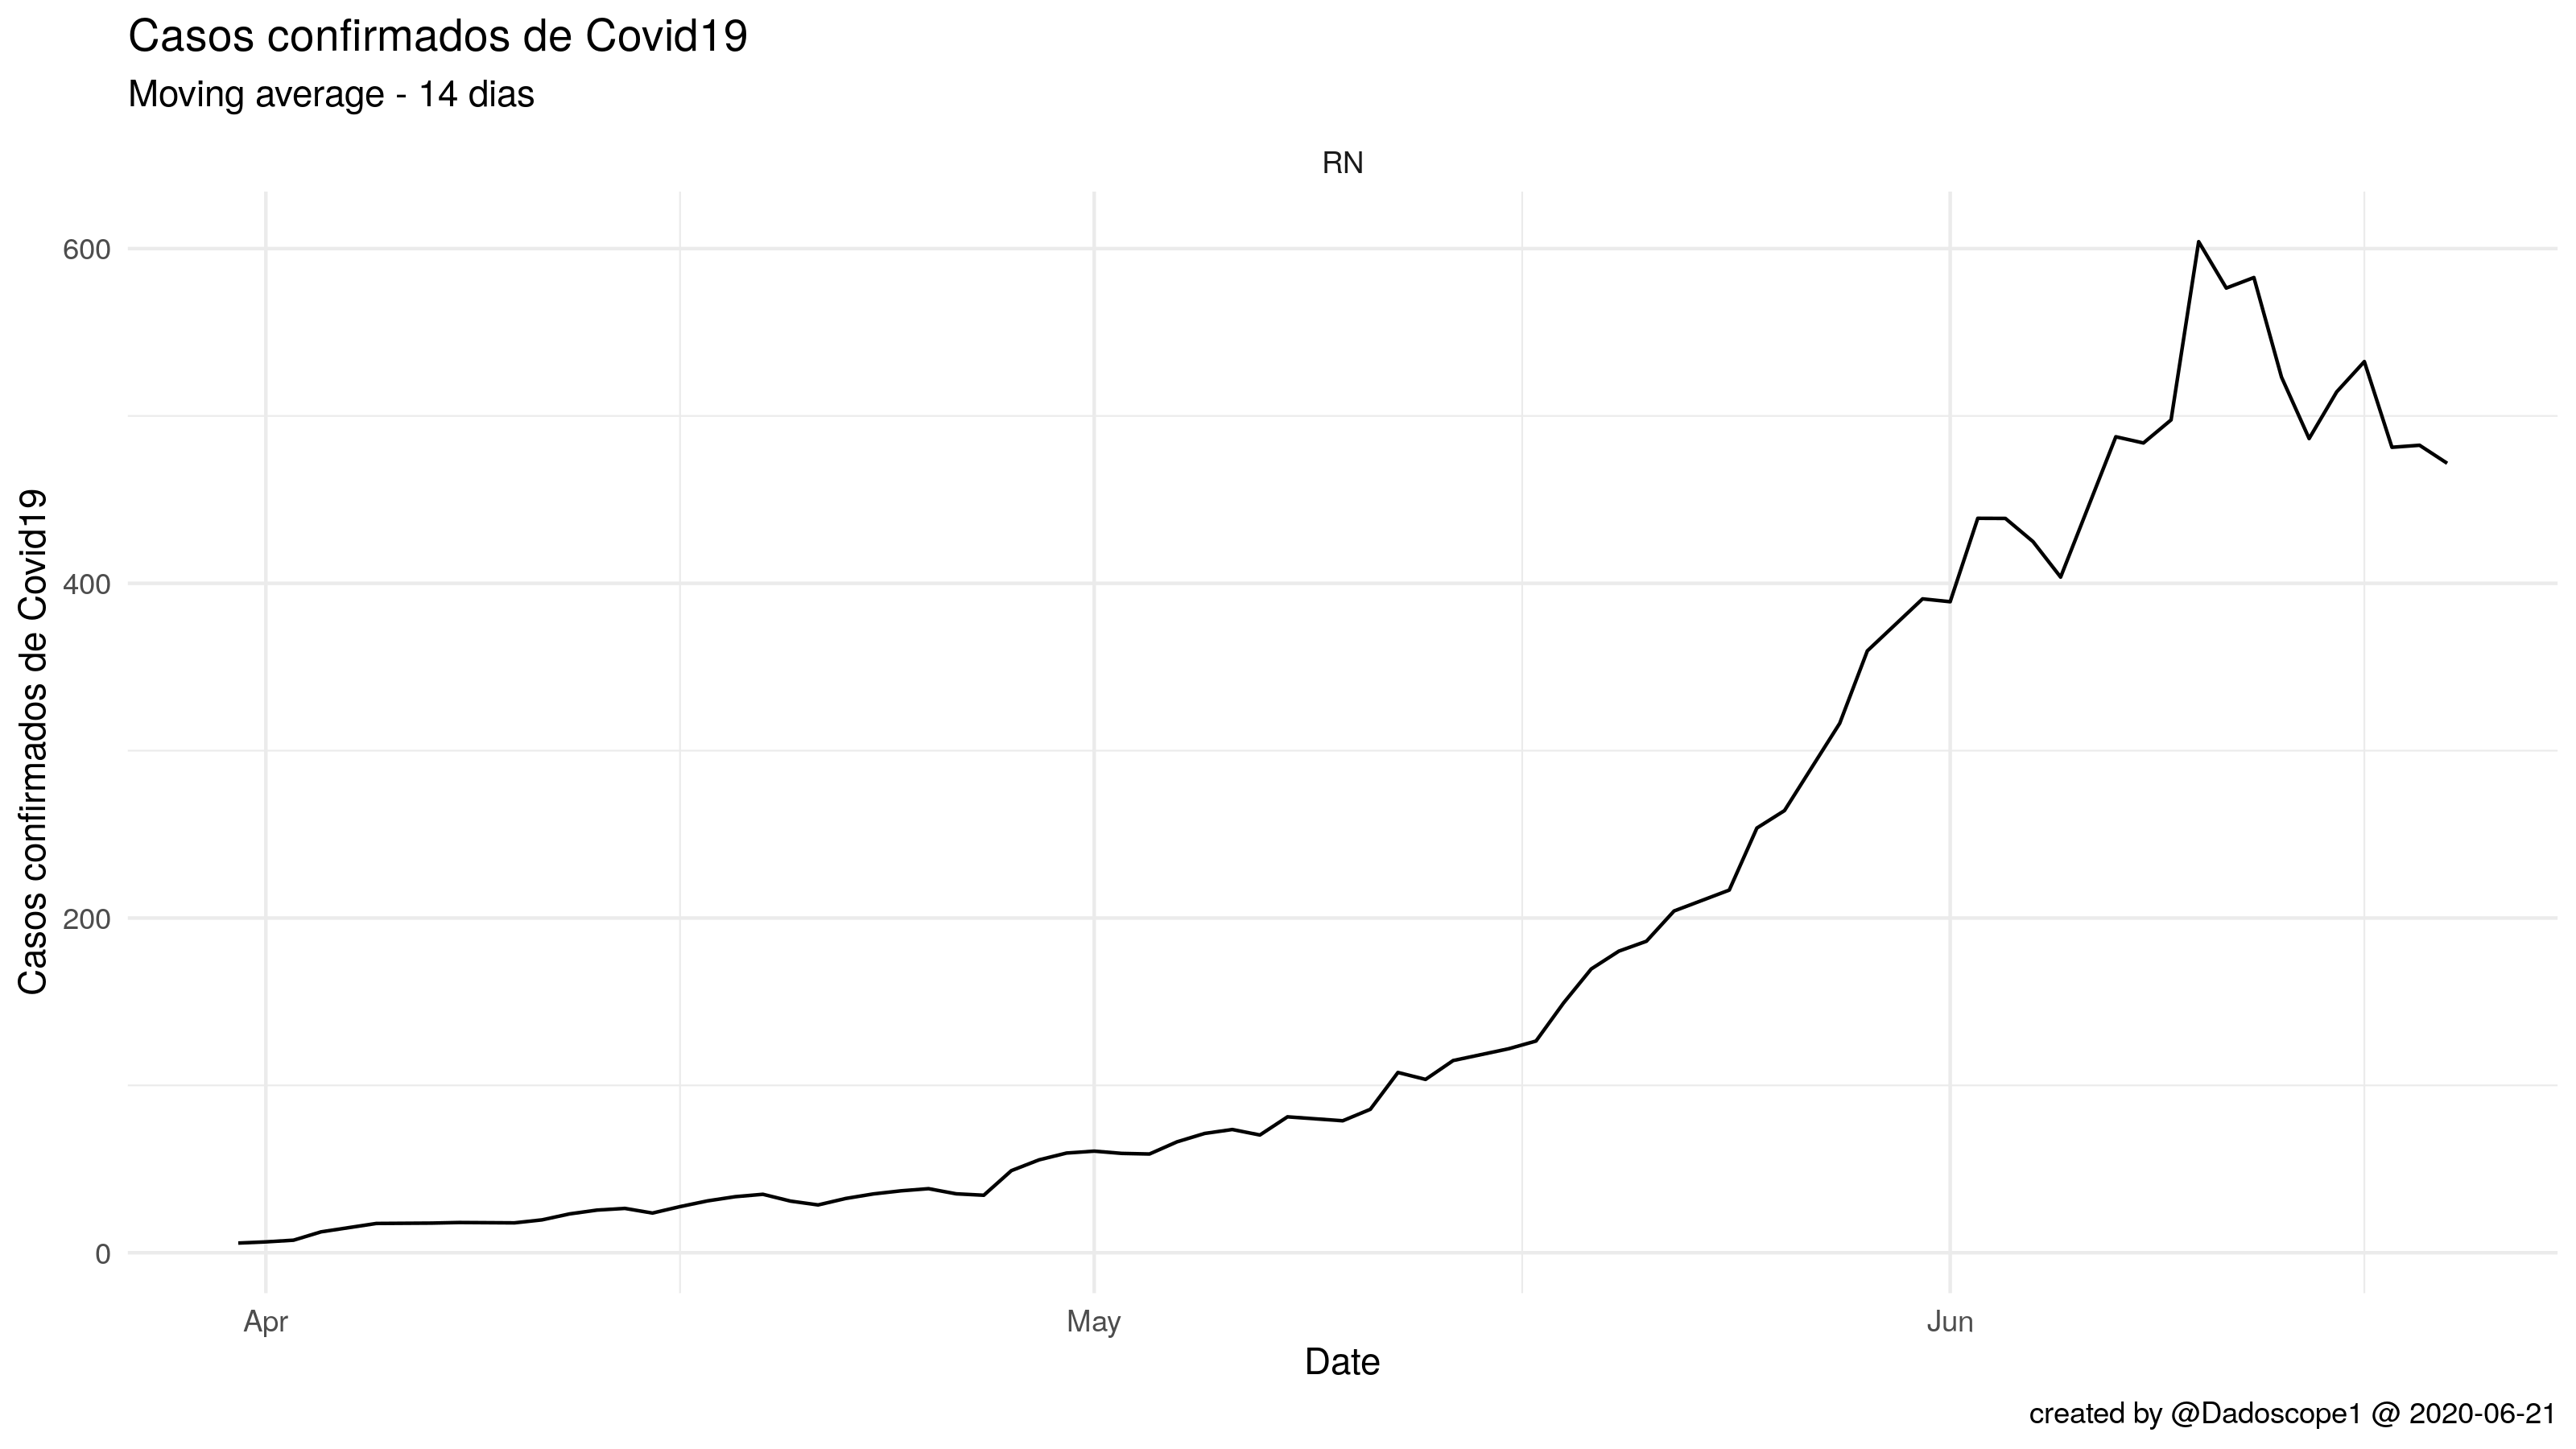 Casos confirmados de Covid19
Moving average - 14 dias
RN
Casos confirmados de Covid19
600
400
200
0
Apr
May
Jun
Date
created by @Dadoscope1 @ 2020-06-21